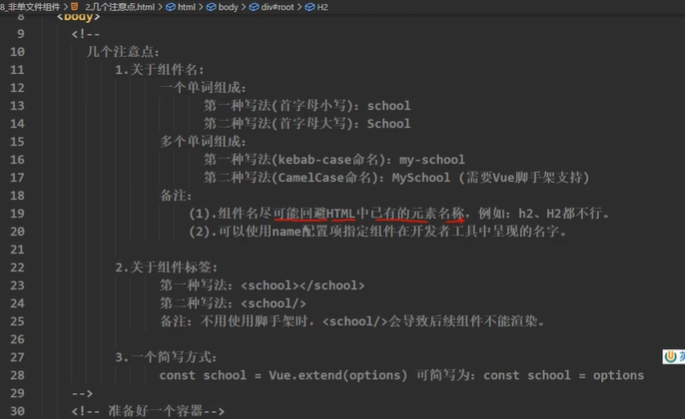 8_非单文件组件 > 2.几个注意点.html > html > body > div#root > H2
8 <body>
9 <!--
10 几个注意点:
11 1.关于组件名:
12 一个单词组成:
13 第一种写法(首字母小写): school
14 第二种写法(首字母大写): School
15 多个单词组成:
16 第一种写法(kebab-case命名): my-school
17 第二种写法(CamelCase命名): MySchool (需要Vue脚手架支持)
18 备注:
19 (1).组件名尽可能回避HTML中已有的元素名称, 例如: h2、H2都不行。
20 (2).可以使用name配置项指定组件在开发者工具中呈现的名字。
21
22 2.关于组件标签:
23 第一种写法: <school></school>
24 第二种写法: <school/>
25 备注: 不用使用脚手架时, <school/>会导致后续组件不能渲染。
26
27 3.一个简写方式:
28 const school = Vue.extend(options) 可简写为: const school = options
29 -->
30 <!-- 准备好一个容器-->